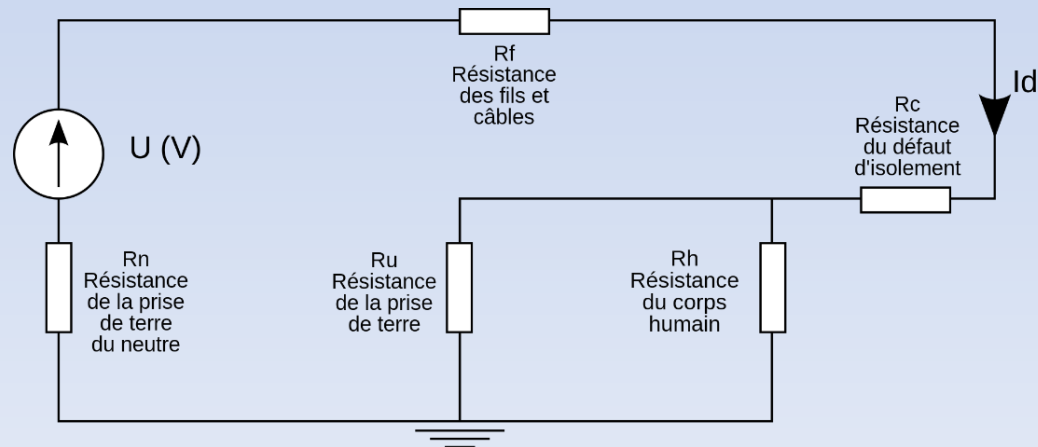 Rf
Résistance
des fils et
câbles
Id
Rc
Résistance
du défaut
d'isolement
U (V)
Rn
Résistance
de la prise
de terre
du neutre
Ru
Résistance
de la prise
de terre
Rh
Résistance
du corps
humain